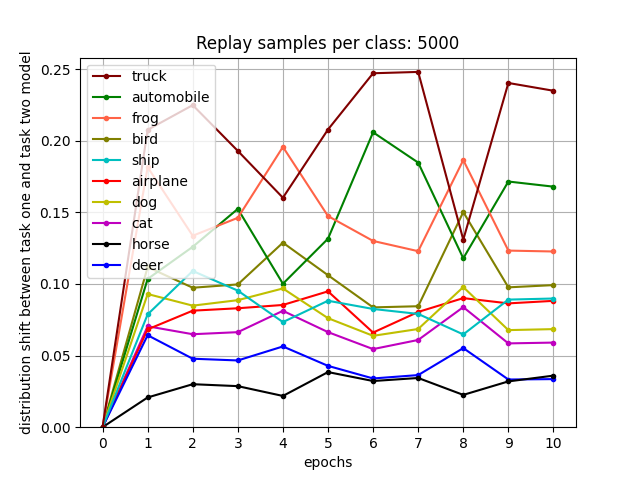 Replay samples per class: 5000
distribution shift between task one and task two model
0.25
0.20
0.15
0.10
0.05
0.00
truck
automobile
frog
bird
ship
airplane
dog
cat
horse
deer
0 1 2 3 4 5 6 7 8 9 10
epochs